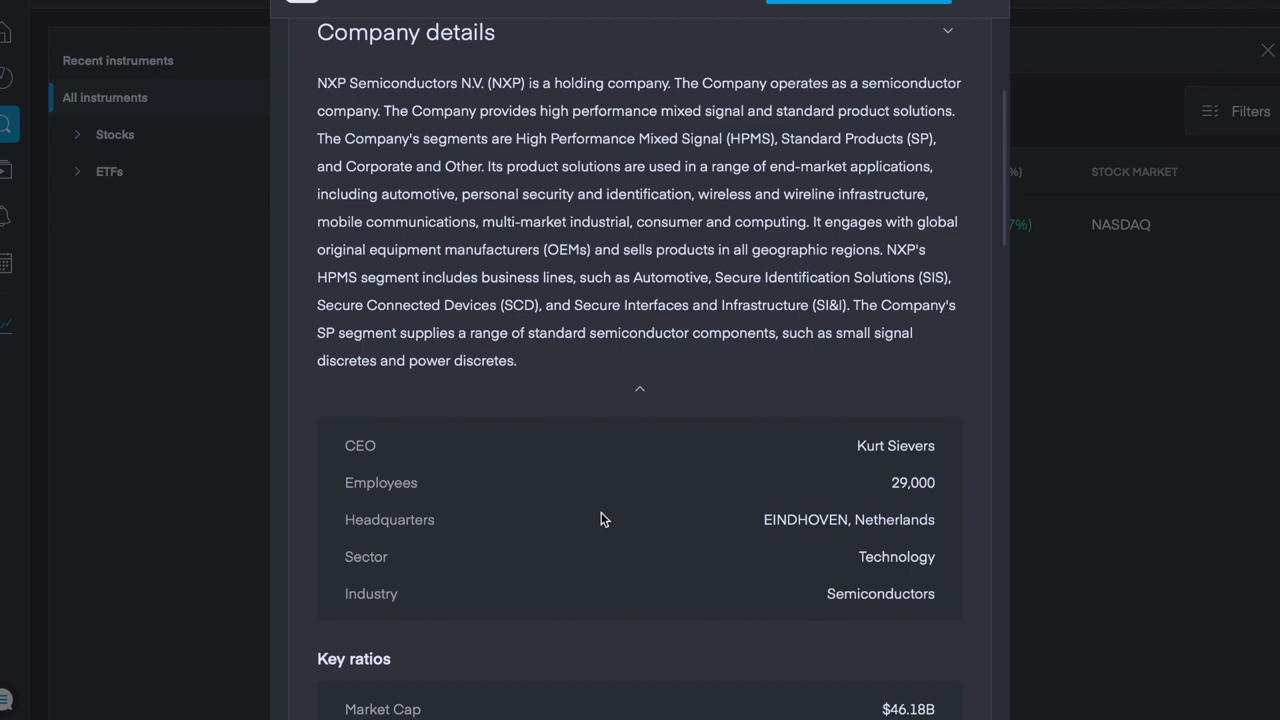 Company details
Recent instruments
All instruments
Stocks
ETFs
NXP Semiconductors N.V. (NXP) is a holding company. The Company operates as a semiconductor
company. The Company provides high performance mixed signal and standard product solutions.
The Company's segments are High Performance Mixed Signal (HPMS), Standard Products (SP),
and Corporate and Other. Its product solutions are used in a range of end-market applications,
including automotive, personal security and identification, wireless and wireline infrastructure,
mobile communications, multi-market industrial, consumer and computing. It engages with global
original equipment manufacturers (OEMs) and sells products in all geographic regions. NXP's
HPMS segment includes business lines, such as Automotive, Secure Identification Solutions (SIS),
Secure Connected Devices (SCD), and Secure Interfaces and Infrastructure (SI&I). The Company's
SP segment supplies a range of standard semiconductor components, such as small signal
discretes and power discretes.
CEO Kurt Sievers
Employees 29,000
Headquarters EINDHOVEN, Netherlands
Sector Technology
Industry Semiconductors
Key ratios
Market Cap $46.18B
Filters
%) STOCK MARKET
7%) NASDAQ